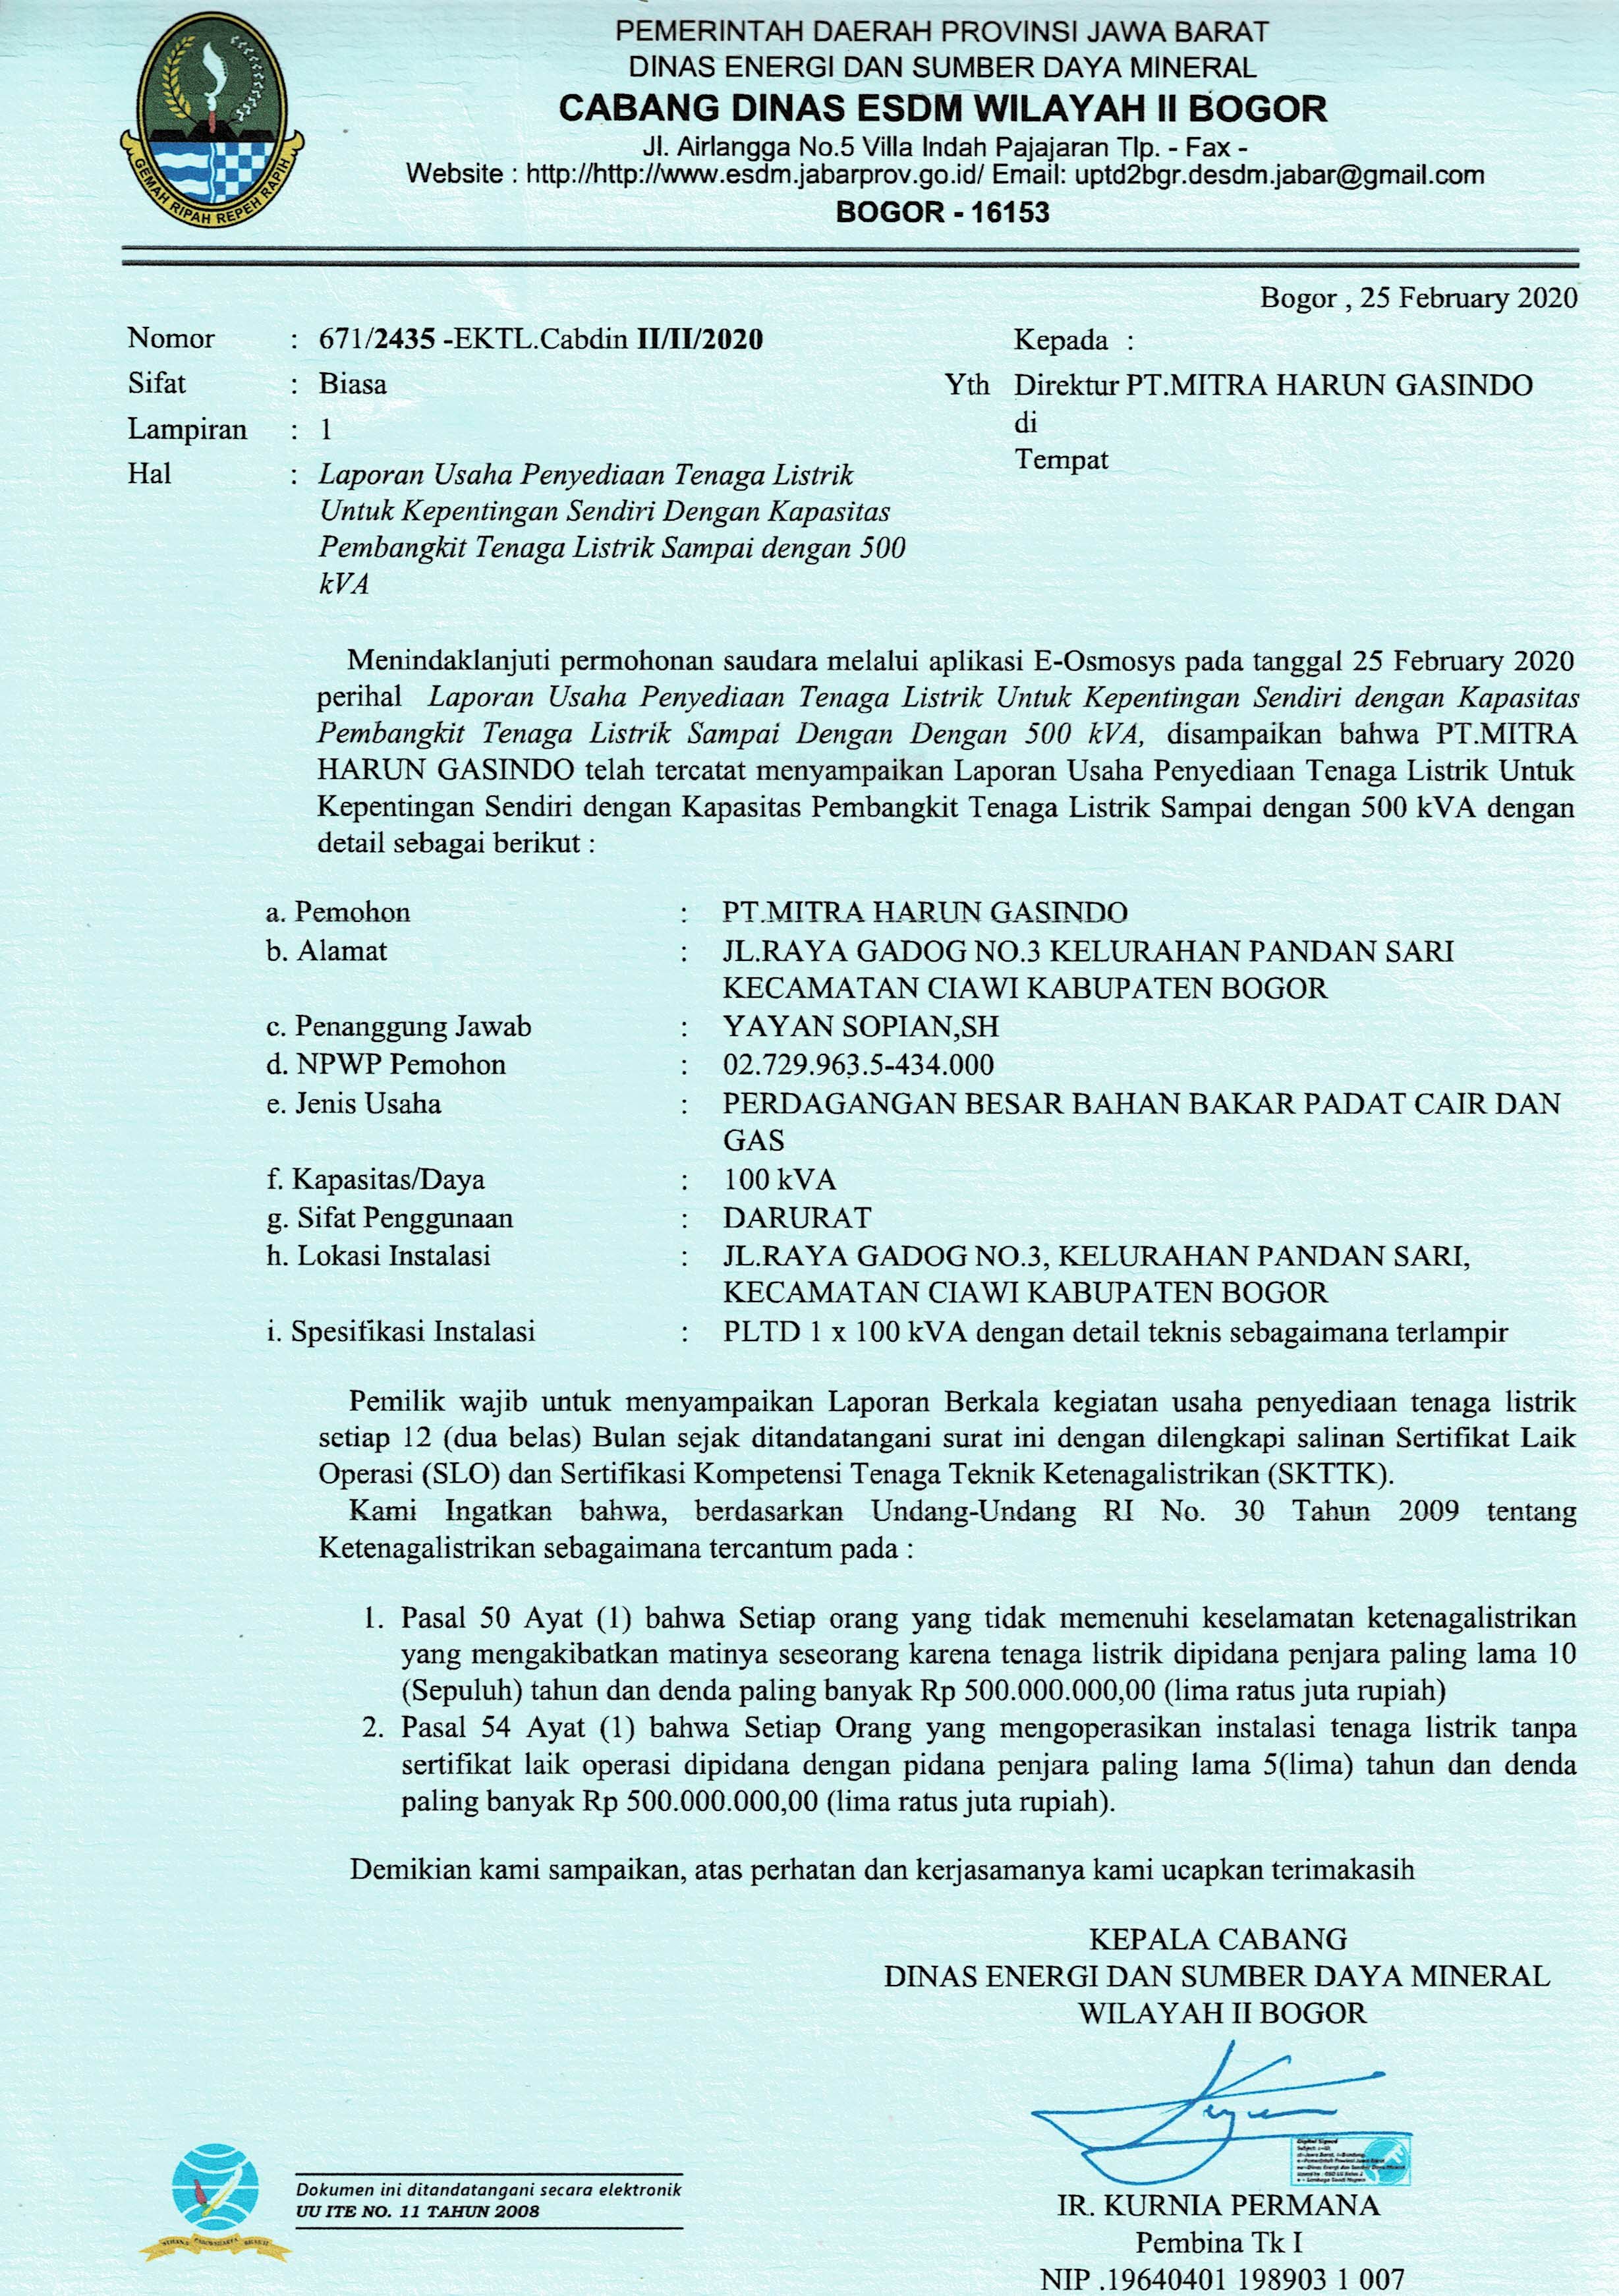 PEMERINTAH DAERAH PROVINSI JAWA BARAT
DINAS ENERGI DAN SUMBER DAYA MINERAL
CABANG DINAS ESDM WILAYAH II BOGOR
Jl. Airlangga No.5 Villa Indah Pajajaran Tlp. - Fax -
Website : http://http://www.esdm.jabarprov.go.id/ Email: uptd2bgr.desdm.jabar@gmail.com
BOGOR - 16153
GEMAH RIPAH REPEH RAPIH
Bogor , 25 February 2020
Nomor : 671/2435 -EKTL.Cabdin II/II/2020
Sifat : Biasa
Lampiran : 1
Hal : Laporan Usaha Penyediaan Tenaga Listrik
Untuk Kepentingan Sendiri Dengan Kapasitas
Pembangkit Tenaga Listrik Sampai dengan 500
kVA
Kepada :
Yth Direktur PT.MITRA HARUN GASINDO
di
Tempat
Menindaklanjuti permohonan saudara melalui aplikasi E-Osmosys pada tanggal 25 February 2020
perihal Laporan Usaha Penyediaan Tenaga Listrik Untuk Kepentingan Sendiri dengan Kapasitas
Pembangkit Tenaga Listrik Sampai Dengan Dengan 500 kVA, disampaikan bahwa PT.MITRA
HARUN GASINDO telah tercatat menyampaikan Laporan Usaha Penyediaan Tenaga Listrik Untuk
Kepentingan Sendiri dengan Kapasitas Pembangkit Tenaga Listrik Sampai dengan 500 kVA dengan
detail sebagai berikut :
a. Pemohon : PT.MITRA HARUN GASINDO
b. Alamat : JL.RAYA GADOG NO.3 KELURAHAN PANDAN SARI
KECAMATAN CIAWI KABUPATEN BOGOR
c. Penanggung Jawab : YAYAN SOPIAN,SH
d. NPWP Pemohon : 02.729.963.5-434.000
e. Jenis Usaha : PERDAGANGAN BESAR BAHAN BAKAR PADAT CAIR DAN
GAS
f. Kapasitas/Daya : 100 kVA
g. Sifat Penggunaan : DARURAT
h. Lokasi Instalasi : JL.RAYA GADOG NO.3, KELURAHAN PANDAN SARI,
KECAMATAN CIAWI KABUPATEN BOGOR
i. Spesifikasi Instalasi : PLTD 1 x 100 kVA dengan detail teknis sebagaimana terlampir
Pemilik wajib untuk menyampaikan Laporan Berkala kegiatan usaha penyediaan tenaga listrik
setiap 12 (dua belas) Bulan sejak ditandatangani surat ini dengan dilengkapi salinan Sertifikat Laik
Operasi (SLO) dan Sertifikasi Kompetensi Tenaga Teknik Ketenagalistrikan (SKTTK).
Kami Ingatkan bahwa, berdasarkan Undang-Undang RI No. 30 Tahun 2009 tentang
Ketenagalistrikan sebagaimana tercantum pada :
1. Pasal 50 Ayat (1) bahwa Setiap orang yang tidak memenuhi keselamatan ketenagalistrikan
yang mengakibatkan matinya seseorang karena tenaga listrik dipidana penjara paling lama 10
(Sepuluh) tahun dan denda paling banyak Rp 500.000.000,00 (lima ratus juta rupiah)
2. Pasal 54 Ayat (1) bahwa Setiap Orang yang mengoperasikan instalasi tenaga listrik tanpa
sertifikat laik operasi dipidana dengan pidana penjara paling lama 5(lima) tahun dan denda
paling banyak Rp 500.000.000,00 (lima ratus juta rupiah).
Demikian kami sampaikan, atas perhatan dan kerjasamanya kami ucapkan terimakasih
KEPALA CABANG
DINAS ENERGI DAN SUMBER DAYA MINERAL
WILAYAH II BOGOR
Digital Signed
IR. KURNIA PERMANA
Pembina Tk I
NIP .19640401 198903 1 007
Dokumen ini ditandatangani secara elektronik
UU ITE NO. 11 TAHUN 2008